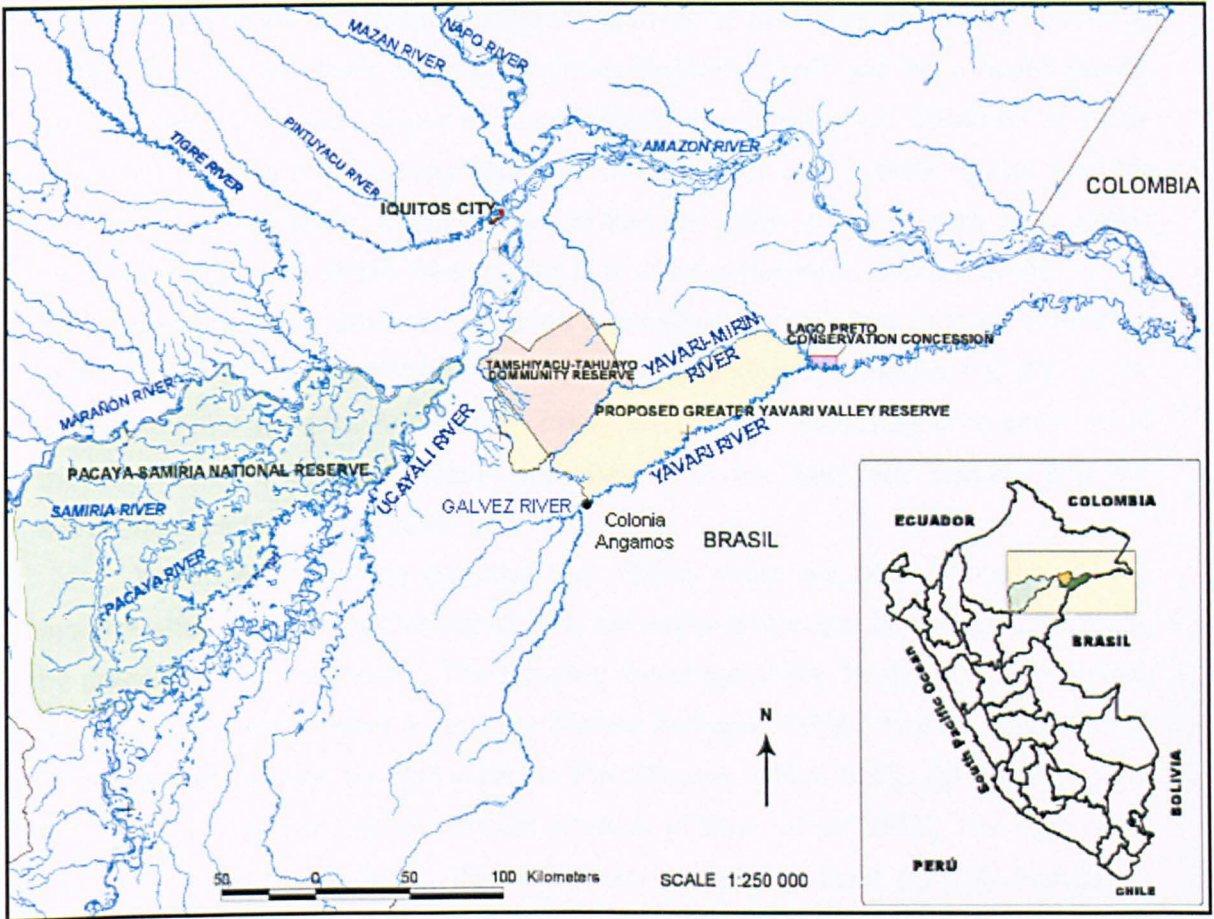 NAPO RIVER
MAZAN RIVER
TIGRE RIVER
PINTUYACU RIVER
AMAZON RIVER
COLOMBIA
IQUITOS CITY
LAGO PRETO
CONSERVATION CONCESSION
YAVARI-MIRIN
RIVER
TAMSHIYACU-TAHUAYO
COMMUNITY RESERVE
MARAÑON RIVER
PROPOSED GREATER YAVARI VALLEY RESERVE
YAVARI RIVER
PACAYA-SAMIRIA NATIONAL RESERVE
UCAYALI RIVER
SAMIRIA RIVER
GALVEZ RIVER
Colonia
Angamos
BRASIL
PACAYA RIVER
COLOMBIA
ECUADOR
BRASIL
South Pacific Ocean
BOLIVIA
PERÚ
CHILE
N
50 0 50 100 Kilometers
SCALE 1:250 000